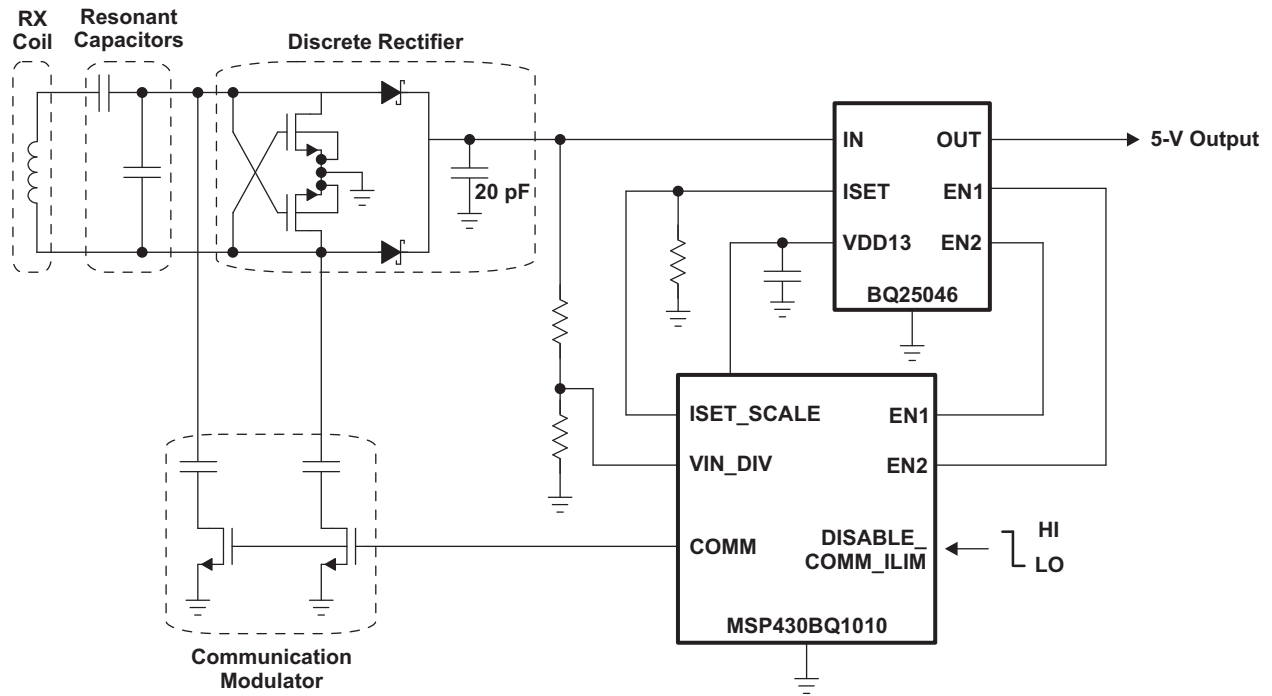 RX
Coil
Resonant
Capacitors
Discrete Rectifier
20 pF
IN
OUT
5-V Output
ISET
EN1
VDD13
EN2
BQ25046
ISET_SCALE
EN1
VIN_DIV
EN2
COMM
DISABLE_
COMM_ILIM
HI
LO
MSP430BQ1010
Communication
Modulator